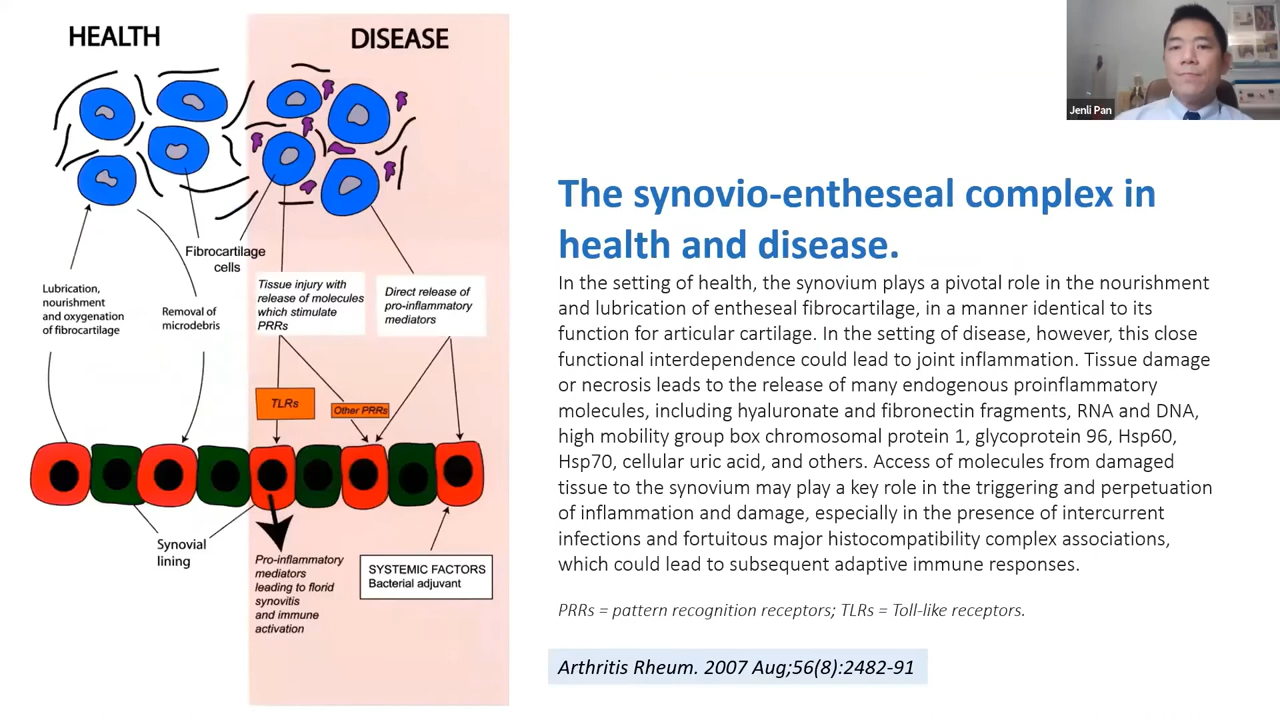 HEALTH
DISEASE
Jenli Pan
Fibrocartilage
cells
Lubrication,
nourishment
and oxygenation
of fibrocartilage
Removal of
microdebris
Tissue injury with
release of molecules
which stimulate
PRRs
Direct release of
pro-inflammatory
mediators
TLRs
Other PRRs
Synovial
lining
Pro-inflammatory
mediators
leading to florid
synovitis
and immune
activation
SYSTEMIC FACTORS
Bacterial adjuvant
The synovio-entheseal complex in
health and disease.
In the setting of health, the synovium plays a pivotal role in the nourishment
and lubrication of entheseal fibrocartilage, in a manner identical to its
function for articular cartilage. In the setting of disease, however, this close
functional interdependence could lead to joint inflammation. Tissue damage
or necrosis leads to the release of many endogenous proinflammatory
molecules, including hyaluronate and fibronectin fragments, RNA and DNA,
high mobility group box chromosomal protein 1, glycoprotein 96, Hsp60,
Hsp70, cellular uric acid, and others. Access of molecules from damaged
tissue to the synovium may play a key role in the triggering and perpetuation
of inflammation and damage, especially in the presence of intercurrent
infections and fortuitous major histocompatibility complex associations,
which could lead to subsequent adaptive immune responses.
PRRs = pattern recognition receptors; TLRs = Toll-like receptors.
Arthritis Rheum. 2007 Aug;56(8):2482-91